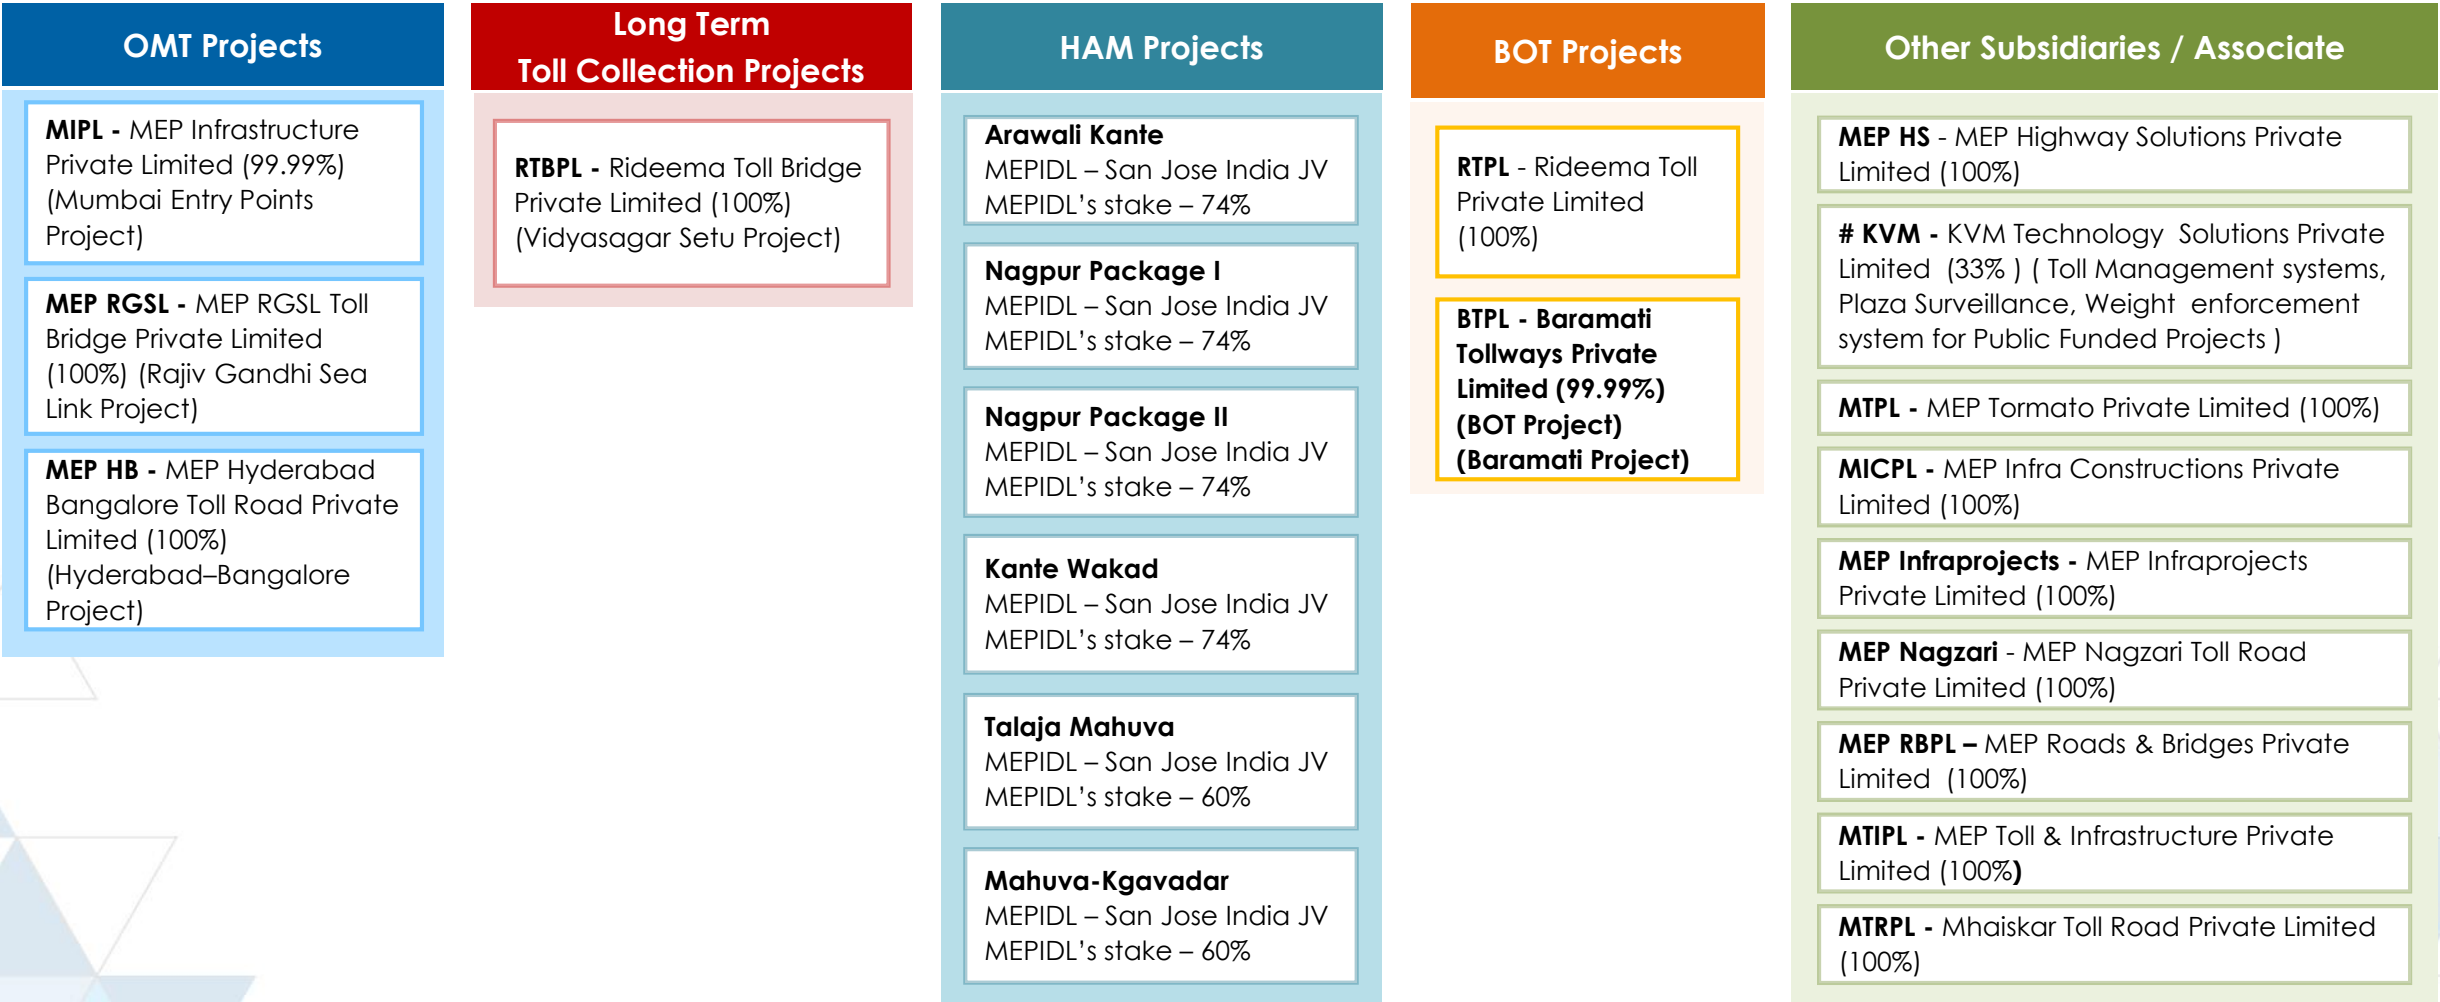 OMT Projects
MIPL - MEP Infrastructure
Private Limited (99.99%)
(Mumbai Entry Points
Project)
MEP RGSL - MEP RGSL Toll
Bridge Private Limited
(100%) (Rajiv Gandhi Sea
Link Project)
MEP HB - MEP Hyderabad
Bangalore Toll Road Private
Limited (100%)
(Hyderabad–Bangalore
Project)
Long Term
Toll Collection Projects
RTBPL - Rideema Toll Bridge
Private Limited (100%)
(Vidyasagar Setu Project)
HAM Projects
Arawali Kante
MEPIDL – San Jose India JV
MEPIDL’s stake – 74%
Nagpur Package I
MEPIDL – San Jose India JV
MEPIDL’s stake – 74%
Nagpur Package II
MEPIDL – San Jose India JV
MEPIDL’s stake – 74%
Kante Wakad
MEPIDL – San Jose India JV
MEPIDL’s stake – 74%
Talaja Mahuva
MEPIDL – San Jose India JV
MEPIDL’s stake – 60%
Mahuva-Kgavadar
MEPIDL – San Jose India JV
MEPIDL’s stake – 60%
BOT Projects
RTPL - Rideema Toll
Private Limited
(100%)
BTPL - Baramati
Tollways Private
Limited (99.99%)
(BOT Project)
(Baramati Project)
Other Subsidiaries / Associate
MEP HS - MEP Highway Solutions Private
Limited (100%)
# KVM - KVM Technology Solutions Private
Limited (33% ) ( Toll Management systems,
Plaza Surveillance, Weight enforcement
system for Public Funded Projects )
MTPL - MEP Tormato Private Limited (100%)
MICPL - MEP Infra Constructions Private
Limited (100%)
MEP Infraprojects - MEP Infraprojects
Private Limited (100%)
MEP Nagzari - MEP Nagzari Toll Road
Private Limited (100%)
MEP RBPL – MEP Roads & Bridges Private
Limited (100%)
MTIPL - MEP Toll & Infrastructure Private
Limited (100%)
MTRPL - Mhaiskar Toll Road Private Limited
(100%)